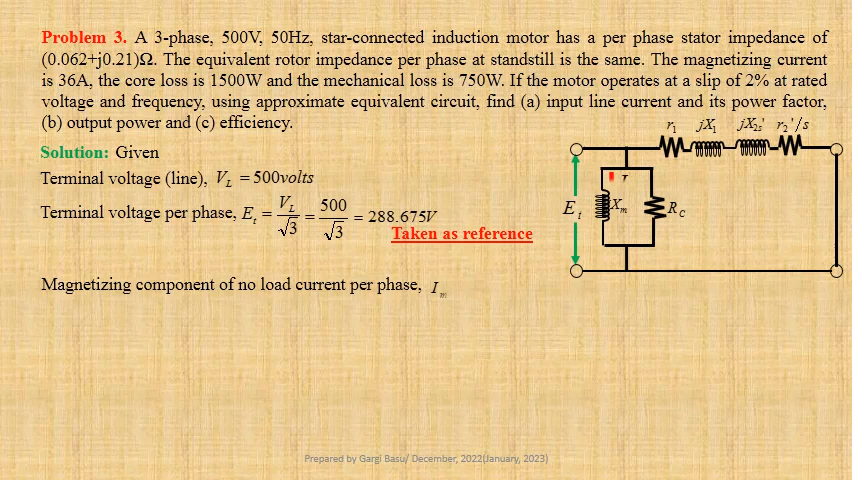 Problem 3. A 3-phase, 500V, 50Hz, star-connected induction motor has a per phase stator impedance of
(0.062+j0.21)Ω. The equivalent rotor impedance per phase at standstill is the same. The magnetizing current
is 36A, the core loss is 1500W and the mechanical loss is 750W. If the motor operates at a slip of 2% at rated
voltage and frequency, using approximate equivalent circuit, find (a) input line current and its power factor,
(b) output power and (c) efficiency.
r₁ jX₁ jX₂ₛ' r₂'/s
Solution: Given
Terminal voltage (line), V_L = 500volts
Terminal voltage per phase, E_t = V_L/√3 = 500/√3 = 288.675V
Taken as reference
E_t X_m R_C
Magnetizing component of no load current per phase, I_m
Prepared by Gargi Basu/ December, 2022(January, 2023)